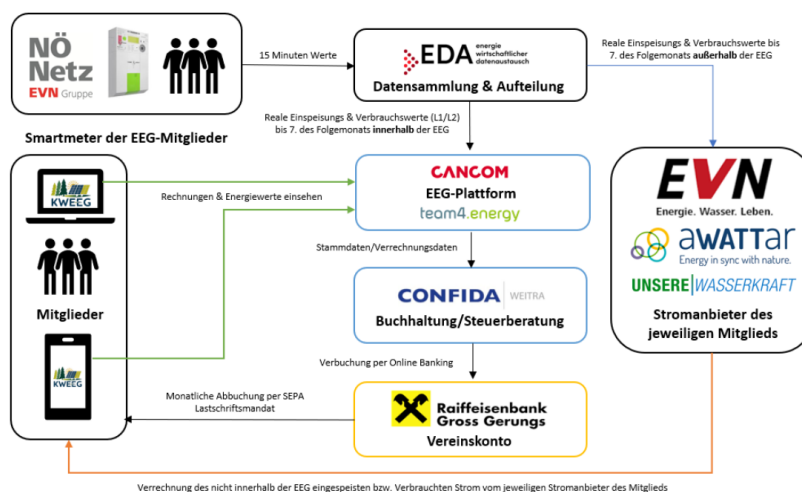 NÖ
Netz
EVN Gruppe
15 Minuten Werte
EDA energie
wirtschaftlicher
datenaustausch
Datensammlung & Aufteilung
Reale Einspeisungs & Verbrauchswerte bis
7. des Folgemonats außerhalb der EEG
Smartmeter der EEG-Mitglieder
Reale Einspeisungs & Verbrauchswerte (L1/L2)
bis 7. des Folgemonats innerhalb der EEG
KWEEG
Rechnungen & Energiewerte einsehen
CANCOM
EEG-Plattform
team4.energy
EVN
Energie. Wasser. Leben.
aWATTar
Energy in sync with nature.
UNSERE|WASSERKRAFT
Stromanbieter des
jeweiligen Mitglieds
Stammdaten/Verrechnungsdaten
CONFIDA | WEITRA
Buchhaltung/Steuerberatung
Mitglieder
KWEEG
Verbuchung per Online Banking
Monatliche Abbuchung per SEPA
Lastschriftsmandat
Raiffeisenbank
Gross Gerungs
Vereinskonto
Verrechnung des nicht innerhalb der EEG eingespeisten bzw. Verbrauchten Strom vom jeweiligen Stromanbieter des Mitglieds